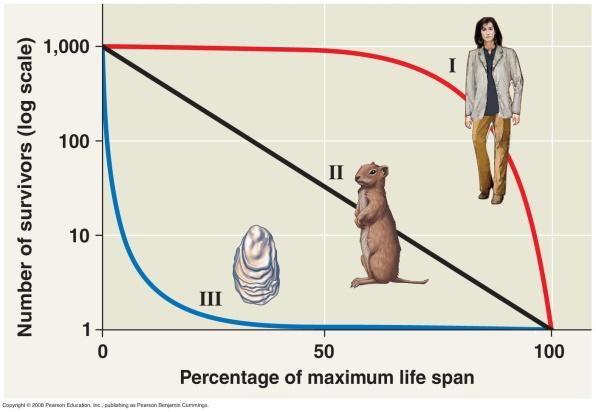 Number of survivors (log scale)
1,000
100
10
1
I
II
III
0
50
100
Percentage of maximum life span
Copyright © 2008 Pearson Education, Inc., publishing as Pearson Benjamin Cummings.